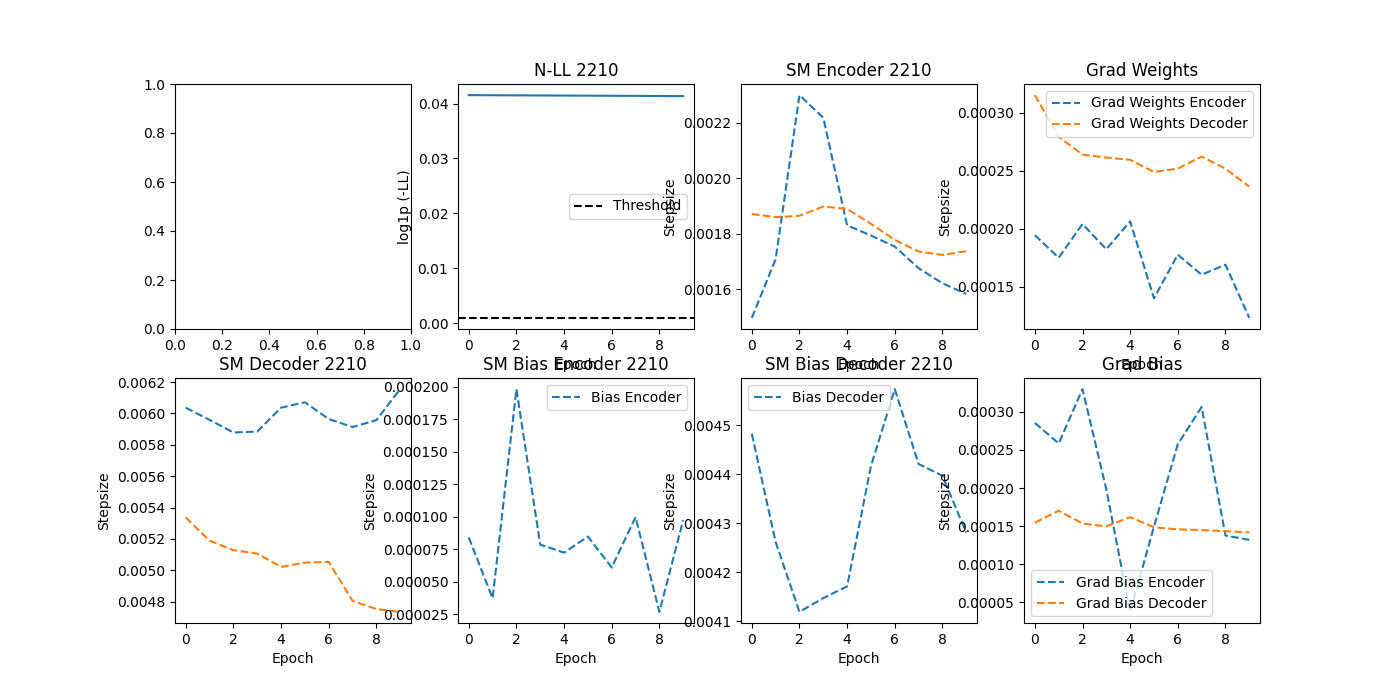 N-LL 2210
SM Encoder 2210
Grad Weights
1.0
0.8
0.6
0.4
0.2
0.0
0.0 0.2 0.4 0.6 0.8 1.0
log1p (-LL)
0.04
0.03
0.02
0.01
0.00
Threshold
0 2 4 6 8
Epoch
Stepsize
0.0022
0.0020
0.0018
0.0016
0 2 4 6 8
Epoch
Stepsize
0.00030
0.00025
0.00020
0.00015
Grad Weights Encoder
Grad Weights Decoder
0 2 4 6 8
Epoch
SM Decoder 2210
SM Bias Encoder 2210
SM Bias Decoder 2210
Grad Bias
Stepsize
0.0062
0.0060
0.0058
0.0056
0.0054
0.0052
0.0050
0.0048
0 2 4 6 8
Epoch
Stepsize
0.000200
0.000175
0.000150
0.000125
0.000100
0.000075
0.000050
0.000025
Bias Encoder
0 2 4 6 8
Epoch
Stepsize
0.00045
0.00044
0.00043
0.00042
0.00041
Bias Decoder
0 2 4 6 8
Epoch
Stepsize
0.00030
0.00025
0.00020
0.00015
0.00010
0.00005
Grad Bias Encoder
Grad Bias Decoder
0 2 4 6 8
Epoch